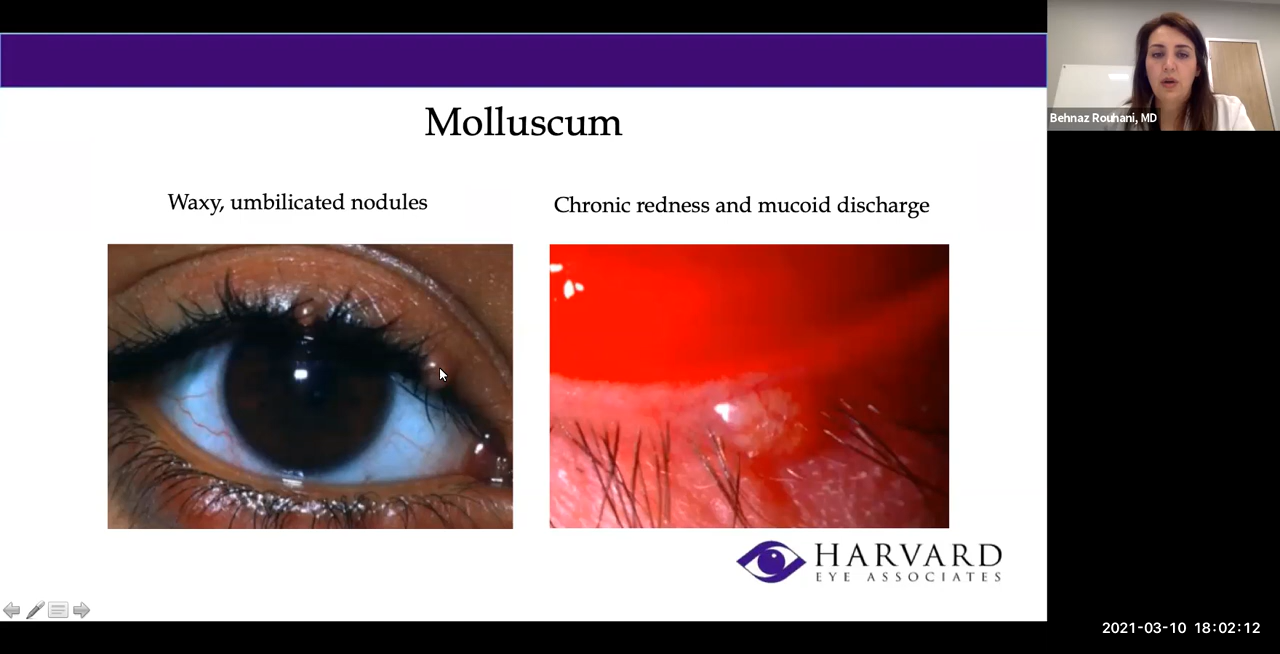 Molluscum
Waxy, umbilicated nodules
Chronic redness and mucoid discharge
HARVARD
EYE ASSOCIATES
Behnaz Rouhani, MD
2021-03-10 18:02:12